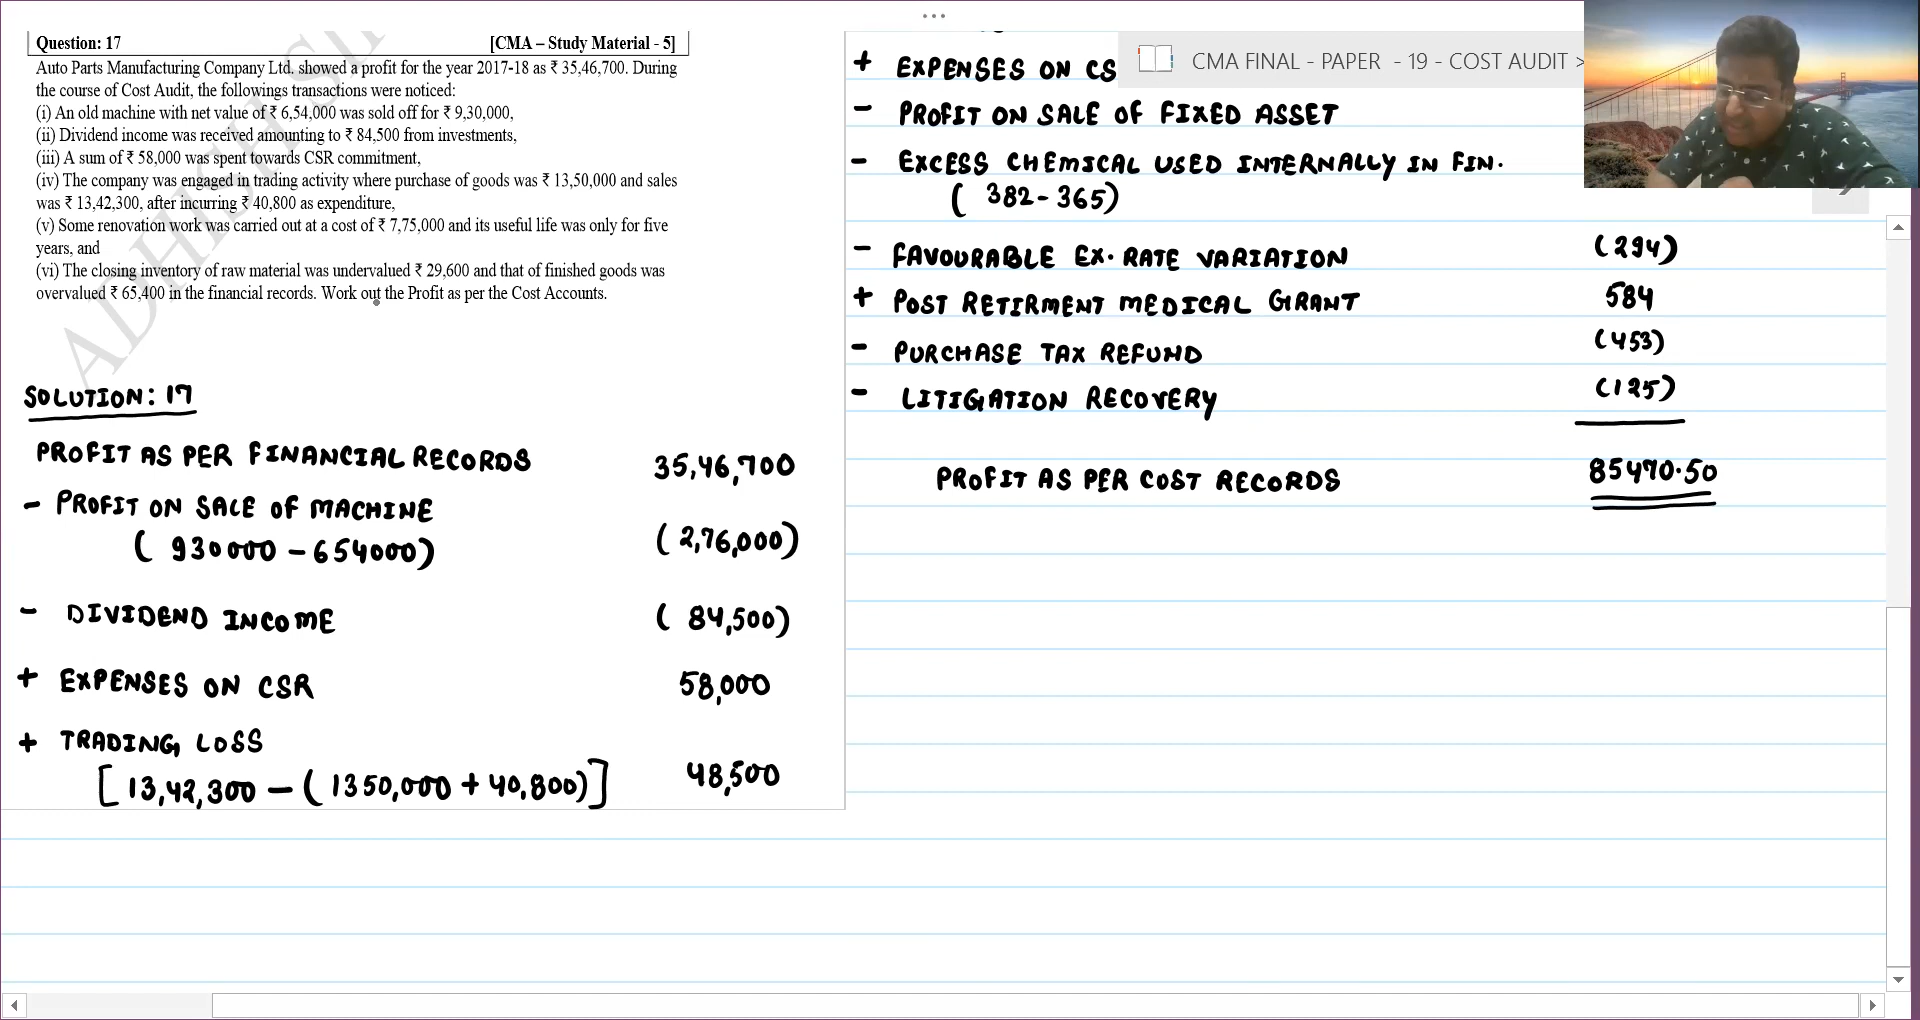 Question: 17 [CMA – Study Material - 5]
Auto Parts Manufacturing Company Ltd. showed a profit for the year 2017-18 as ₹ 35,46,700. During
the course of Cost Audit, the followings transactions were noticed:
(i) An old machine with net value of ₹ 6,54,000 was sold off for ₹ 9,30,000,
(ii) Dividend income was received amounting to ₹ 84,500 from investments,
(iii) A sum of ₹ 58,000 was spent towards CSR commitment,
(iv) The company was engaged in trading activity where purchase of goods was ₹ 13,50,000 and sales
was ₹ 13,42,300, after incurring ₹ 40,800 as expenditure,
(v) Some renovation work was carried out at a cost of ₹ 7,75,000 and its useful life was only for five
years, and
(vi) The closing inventory of raw material was undervalued ₹ 29,600 and that of finished goods was
overvalued ₹ 65,400 in the financial records. Work out the Profit as per the Cost Accounts.
SOLUTION: 17
PROFIT AS PER FINANCIAL RECORDS 35,46,700
- PROFIT ON SALE OF MACHINE
( 930000 - 654000) (2,76,000)
- DIVIDEND INCOME ( 84,500)
+ EXPENSES ON CSR 58,000
+ TRADING LOSS
[13,42,300 - (1350,000 + 40,800)] 48,500
CMA FINAL - PAPER - 19 - COST AUDIT >
+ EXPENSES ON CS
- PROFIT ON SALE OF FIXED ASSET
- EXCESS CHEMICAL USED INTERNALLY IN FIN.
( 382 - 365)
- FAVOURABLE EX. RATE VARIATION (294)
+ POST RETIRMENT MEDICAL GRANT 584
- PURCHASE TAX REFUND (453)
- LITIGATION RECOVERY (125)
PROFIT AS PER COST RECORDS 85470.50